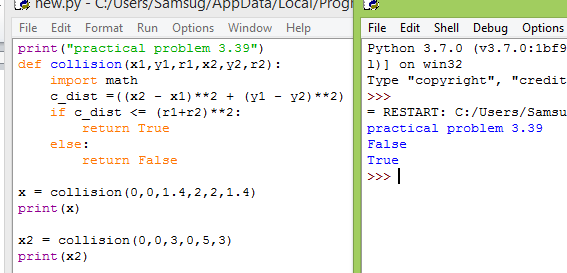 new.py - C:/Users/Samsug/AppData/Local/Progr
File Edit Format Run Options Window Help
print("practical problem 3.39")
def collision(x1,y1,r1,x2,y2,r2):
    import math
    c_dist =((x2 - x1)**2 + (y1 - y2)**2)
    if c_dist <= (r1+r2)**2:
        return True
    else:
        return False
x = collision(0,0,1.4,2,2,1.4)
print(x)
x2 = collision(0,0,3,0,5,3)
print(x2)
File Edit Shell Debug Options
Python 3.7.0 (v3.7.0:1bf9
l)] on win32
Type "copyright", "credit
>>>
= RESTART: C:/Users/Samsu
practical problem 3.39
False
True
>>>